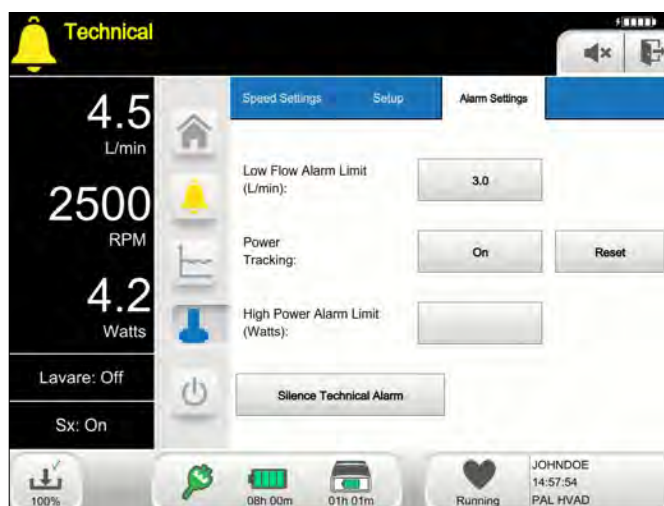 Technical
4.5
L/min
2500
RPM
4.2
Watts
Lavare: Off
Sx: On
Speed Settings Setup Alarm Settings
Low Flow Alarm Limit
(L/min):
3.0
Power
Tracking:
On
Reset
High Power Alarm Limit
(Watts):
Silence Technical Alarm
100%
08h 00m
01h 01m
Running
JOHNDOE
14:57:54
PAL HVAD